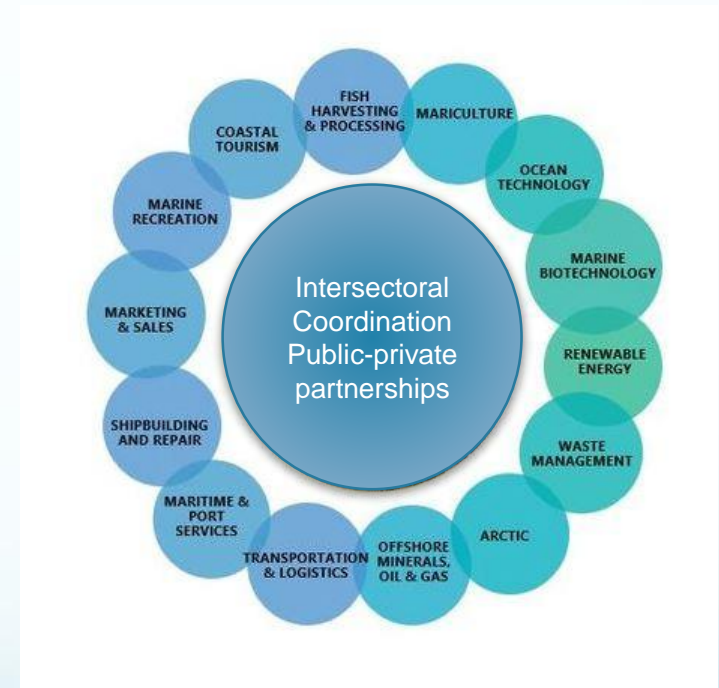 FISH
HARVESTING
& PROCESSING
MARICULTURE
OCEAN
TECHNOLOGY
MARINE
BIOTECHNOLOGY
RENEWABLE
ENERGY
WASTE
MANAGEMENT
ARCTIC
OFFSHORE
MINERALS,
OIL & GAS
TRANSPORTATION
& LOGISTICS
MARITIME &
PORT
SERVICES
SHIPBUILDING
AND REPAIR
MARKETING
& SALES
MARINE
RECREATION
COASTAL
TOURISM
Intersectoral
Coordination
Public-private
partnerships